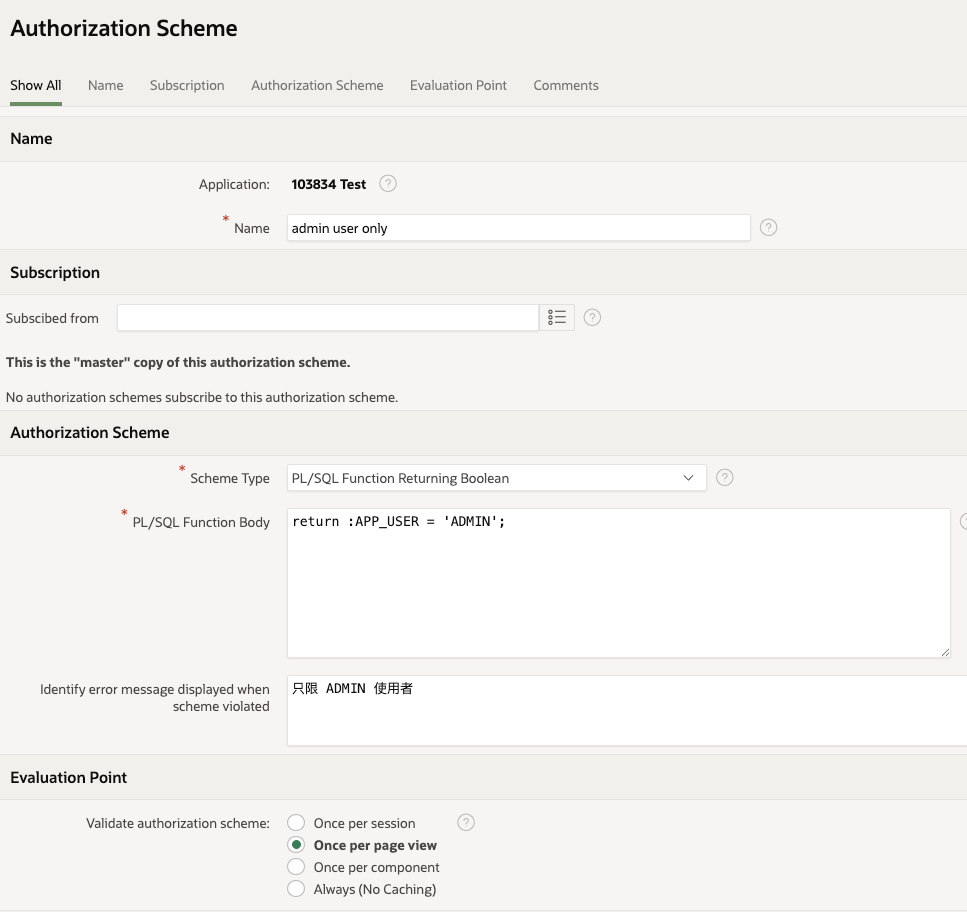 Authorization Scheme
Show All Name Subscription Authorization Scheme Evaluation Point Comments
Name
Application: 103834 Test ?
* Name admin user only ?
Subscription
Subscibed from ?
This is the "master" copy of this authorization scheme.
No authorization schemes subscribe to this authorization scheme.
Authorization Scheme
* Scheme Type PL/SQL Function Returning Boolean ?
* PL/SQL Function Body return :APP_USER = 'ADMIN'; ?
Identify error message displayed when 只限 ADMIN 使用者
scheme violated
Evaluation Point
Validate authorization scheme: Once per session ?
Once per page view
Once per component
Always (No Caching)